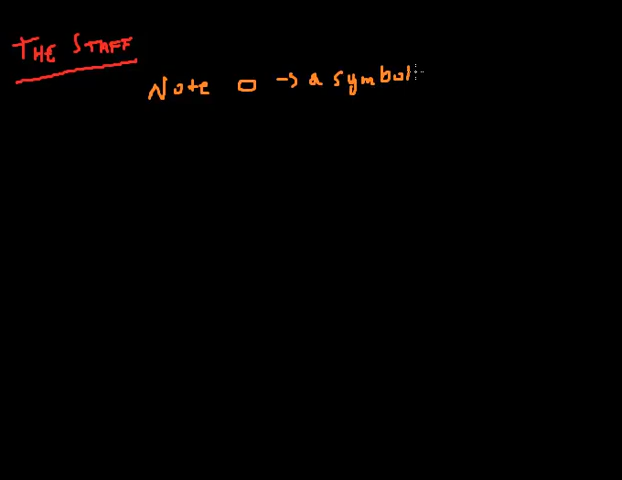 THE STAFF
Note → a symbol